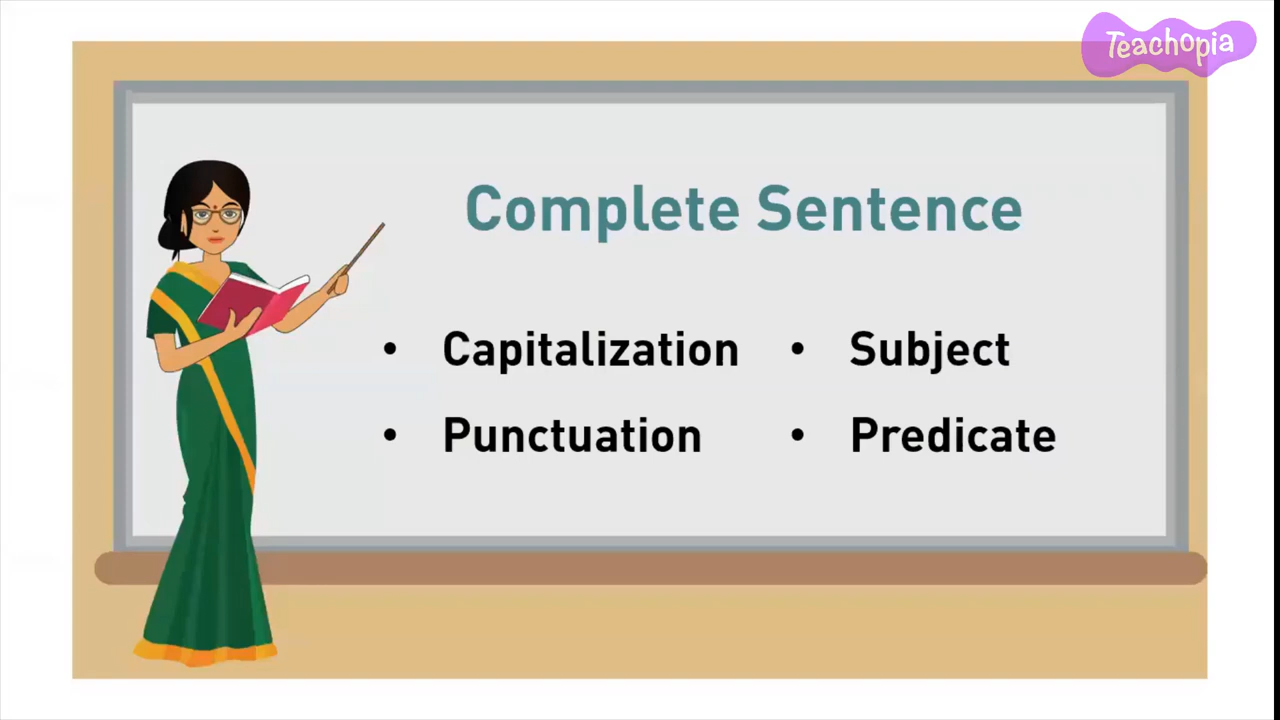 Teachopia
Complete Sentence
• Capitalization
• Punctuation
• Subject
• Predicate